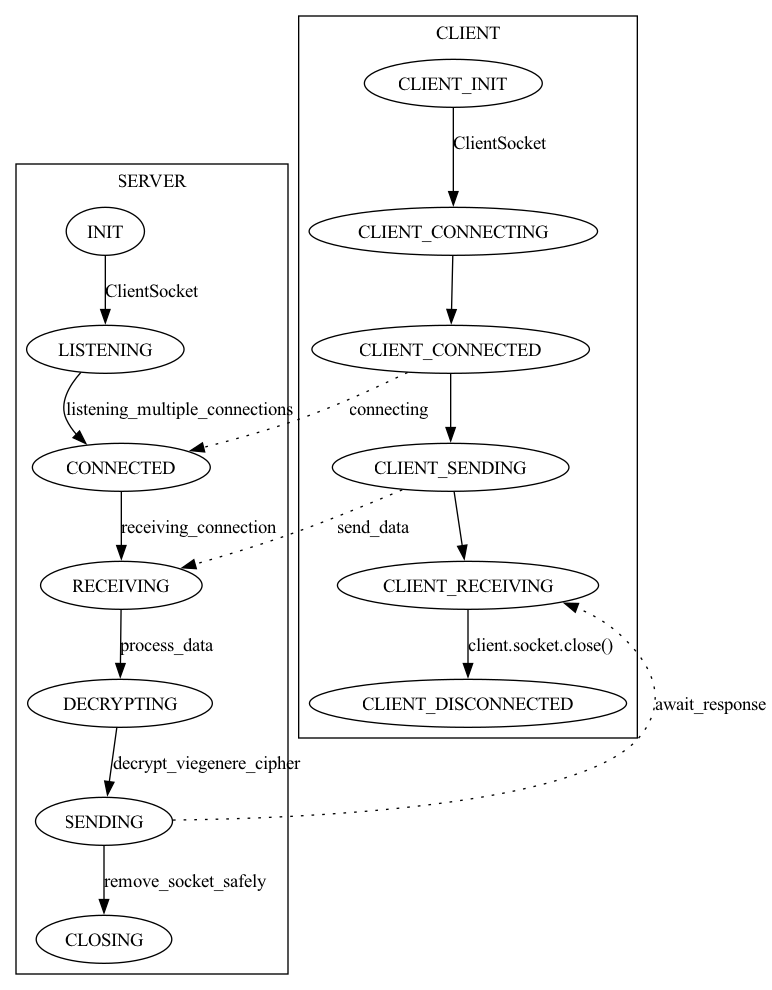 CLIENT
CLIENT_INIT
ClientSocket
CLIENT_CONNECTING
CLIENT_CONNECTED
connecting
CLIENT_SENDING
send_data
CLIENT_RECEIVING
client.socket.close()
CLIENT_DISCONNECTED
await_response
SERVER
INIT
ClientSocket
LISTENING
listening_multiple_connections
CONNECTED
receiving_connection
RECEIVING
process_data
DECRYPTING
decrypt_viegenere_cipher
SENDING
remove_socket_safely
CLOSING